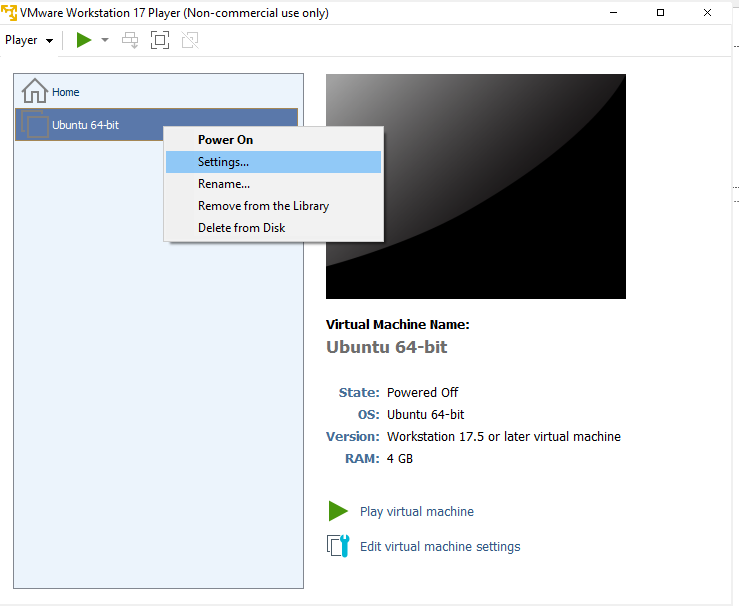 VMware Workstation 17 Player (Non-commercial use only)
Player
Home
Ubuntu 64-bit
Power On
Settings...
Rename...
Remove from the Library
Delete from Disk
Virtual Machine Name:
Ubuntu 64-bit
State: Powered Off
OS: Ubuntu 64-bit
Version: Workstation 17.5 or later virtual machine
RAM: 4 GB
Play virtual machine
Edit virtual machine settings